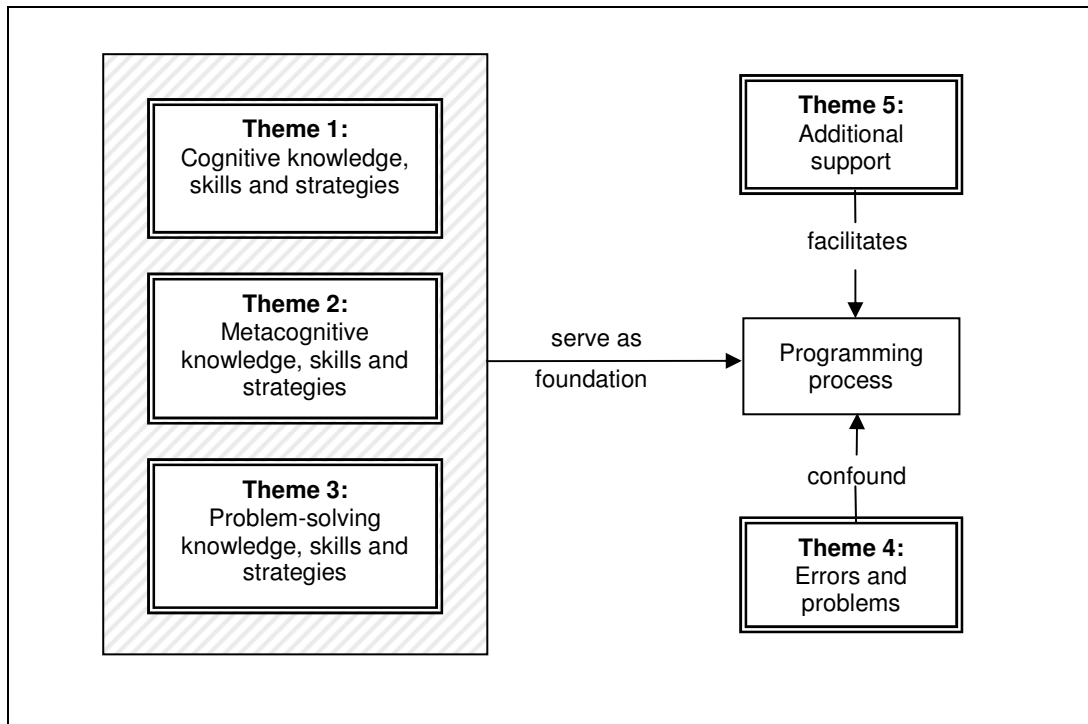 Theme 1:
Cognitive knowledge,
skills and strategies
Theme 2:
Metacognitive
knowledge, skills and
strategies
Theme 3:
Problem-solving
knowledge, skills and
strategies
serve as
foundation
Theme 5:
Additional
support
facilitates
Programming
process
confound
Theme 4:
Errors and
problems